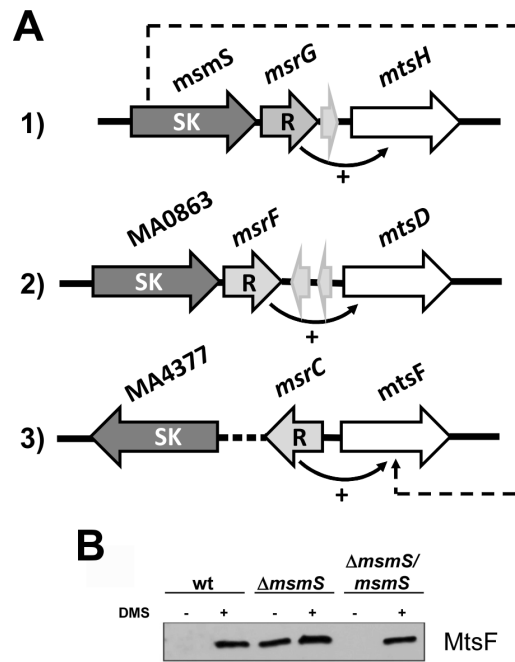 A
msmS msrG mtsH
1) SK R
+
MA0863 msrF mtsD
2) SK R
+
MA4377 msrC mtsF
3) SK R
+
B
wt ΔmsmS ΔmsmS/
msmS
DMS - + - + - +
MtsF